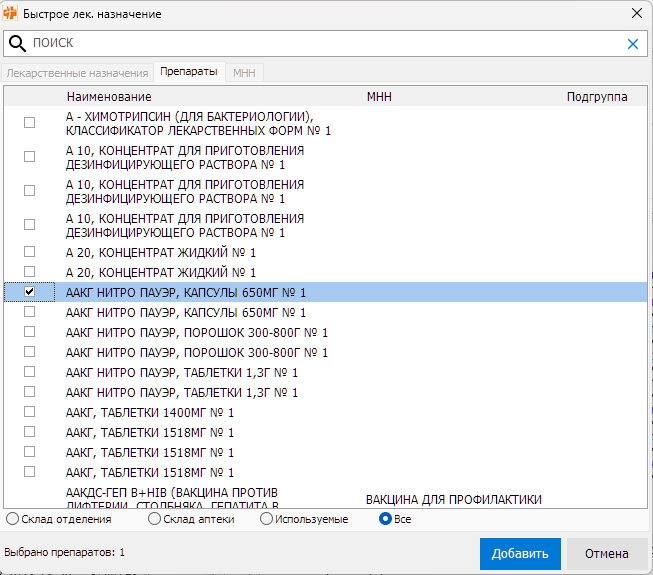 Быстрое лек. назначение
ПОИСК
Лекарственные назначения Препараты МНН
Наименование МНН Подгруппа
А - ХИМОТРИПСИН (ДЛЯ БАКТЕРИОЛОГИИ),
КЛАССИФИКАТОР ЛЕКАРСТВЕННЫХ ФОРМ № 1
А 10, КОНЦЕНТРАТ ДЛЯ ПРИГОТОВЛЕНИЯ
ДЕЗИНФИЦИРУЮЩЕГО РАСТВОРА № 1
А 10, КОНЦЕНТРАТ ДЛЯ ПРИГОТОВЛЕНИЯ
ДЕЗИНФИЦИРУЮЩЕГО РАСТВОРА № 1
А 10, КОНЦЕНТРАТ ДЛЯ ПРИГОТОВЛЕНИЯ
ДЕЗИНФИЦИРУЮЩЕГО РАСТВОРА № 1
А 20, КОНЦЕНТРАТ ЖИДКИЙ № 1
А 20, КОНЦЕНТРАТ ЖИДКИЙ № 1
ААКГ НИТРО ПАУЭР, КАПСУЛЫ 650МГ № 1
ААКГ НИТРО ПАУЭР, КАПСУЛЫ 650МГ № 1
ААКГ НИТРО ПАУЭР, ПОРОШОК 300-800Г № 1
ААКГ НИТРО ПАУЭР, ПОРОШОК 300-800Г № 1
ААКГ НИТРО ПАУЭР, ТАБЛЕТКИ 1,3Г № 1
ААКГ НИТРО ПАУЭР, ТАБЛЕТКИ 1,3Г № 1
ААКГ, ТАБЛЕТКИ 1400МГ № 1
ААКГ, ТАБЛЕТКИ 1518МГ № 1
ААКГ, ТАБЛЕТКИ 1518МГ № 1
ААКГ, ТАБЛЕТКИ 1518МГ № 1
ААКДС-ГЕП В+HIB (ВАКЦИНА ПРОТИВ
ДИФТЕРИИ, СТОЛБНЯКА, ГЕПАТИТА В ВАКЦИНА ДЛЯ ПРОФИЛАКТИКИ
Склад отделения Склад аптеки Используемые Все
Выбрано препаратов: 1 Добавить Отмена